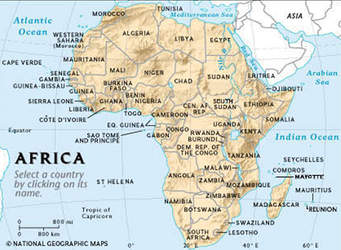 TUNISIA
MOROCCO
Mediterranean Sea
ASIA
Atlantic
Ocean
ALGERIA
LIBYA
EGYPT
WESTERN
SAHARA
(Morocco)
CAPE VERDE
MAURITANIA
MALI
NIGER
CHAD
SUDAN
ERITREA
Arabian
Sea
SENEGAL
GAMBIA
GUINEA-BISSAU
GUINEA
BURKINA
FASO
BENIN
NIGERIA
DJIBOUTI
SIERRA LEONE
LIBERIA
GHANA
TOGO
CÔTE D'IVOIRE
CAMEROON
CEN. AF.
REP.
SOUTH
SUDAN
ETHIOPIA
SOMALIA
EQ. GUINEA
Equator
SAO TOME
AND PRINCIPE
GABON
CONGO
UGANDA
KENYA
RWANDA
BURUNDI
DEM. REP. OF
THE CONGO
TANZANIA
Indian Ocean
SEYCHELLES
AFRICA
Select a country
by clicking on its
name.
ST HELENA
ANGOLA
MALAWI
ZAMBIA
COMOROS
MAYOTTE
MOZAMBIQUE
ZIMBABWE
NAMIBIA
BOTSWANA
MADAGASCAR
MAURITIUS
REUNION
Tropic of
Capricorn
0 800 mi
0 800 km
SWAZILAND
LESOTHO
SOUTH
AFRICA
© NATIONAL GEOGRAPHIC MAPS